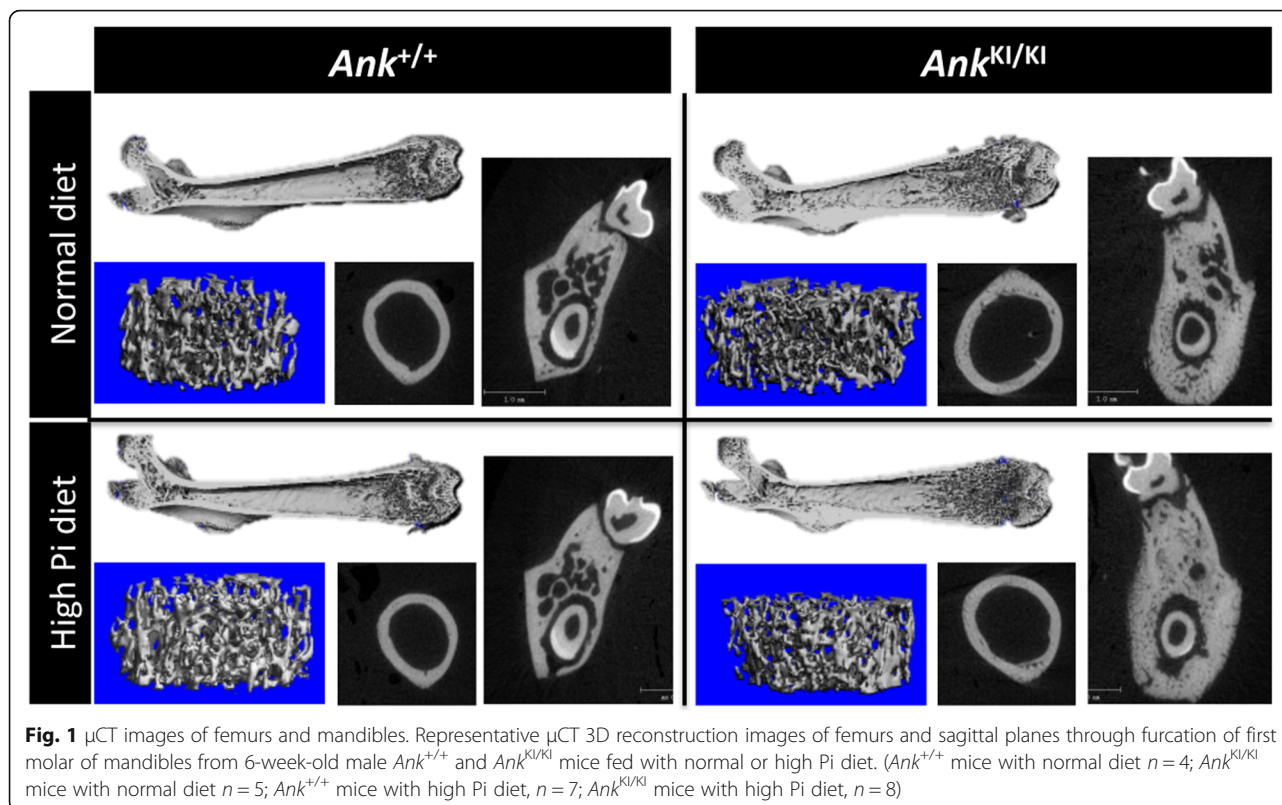 Ank+/+
AnkKI/KI
Normal diet
1.0 mm
1.0 mm
High Pi diet
Fig. 1 μCT images of femurs and mandibles. Representative μCT 3D reconstruction images of femurs and sagittal planes through furcation of first
molar of mandibles from 6-week-old male Ank+/+ and AnkKI/KI mice fed with normal or high Pi diet. (Ank+/+ mice with normal diet n = 4; AnkKI/KI
mice with normal diet n = 5; Ank+/+ mice with high Pi diet, n = 7; AnkKI/KI mice with high Pi diet, n = 8)